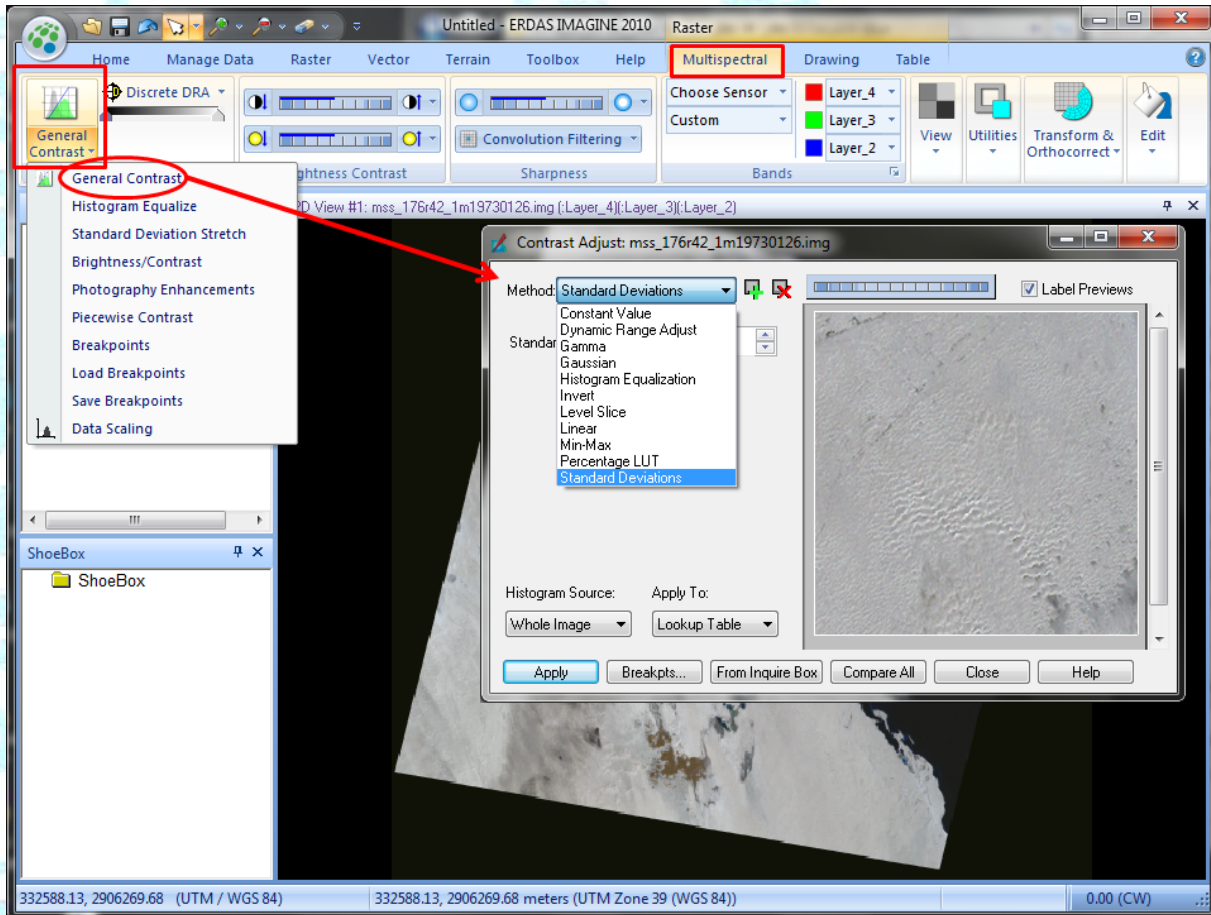 Untitled - ERDAS IMAGINE 2010
Raster
Home Manage Data Raster Vector Terrain Toolbox Help Multispectral Drawing Table
General Contrast
Discrete DRA
Brightness Contrast
Convolution Filtering
Sharpness
Choose Sensor
Custom
Layer_4
Layer_3
Layer_2
Bands
View
Utilities
Transform & Orthocorrect
Edit
General Contrast
Histogram Equalize
Standard Deviation Stretch
Brightness/Contrast
Photography Enhancements
Piecewise Contrast
Breakpoints
Load Breakpoints
Save Breakpoints
Data Scaling
2D View #1: mss_176r42_1m19730126.img (:Layer_4)(:Layer_3)(:Layer_2)
Contrast Adjust: mss_176r42_1m19730126.img
Method: Standard Deviations
Label Previews
Standar
Constant Value
Dynamic Range Adjust
Gamma
Gaussian
Histogram Equalization
Invert
Level Slice
Linear
Min-Max
Percentage LUT
Standard Deviations
Histogram Source: Apply To:
Whole Image Lookup Table
Apply Breakpts... From Inquire Box Compare All Close Help
ShoeBox
ShoeBox
332588.13, 2906269.68 (UTM / WGS 84) 332588.13, 2906269.68 meters (UTM Zone 39 (WGS 84)) 0.00 (CW)